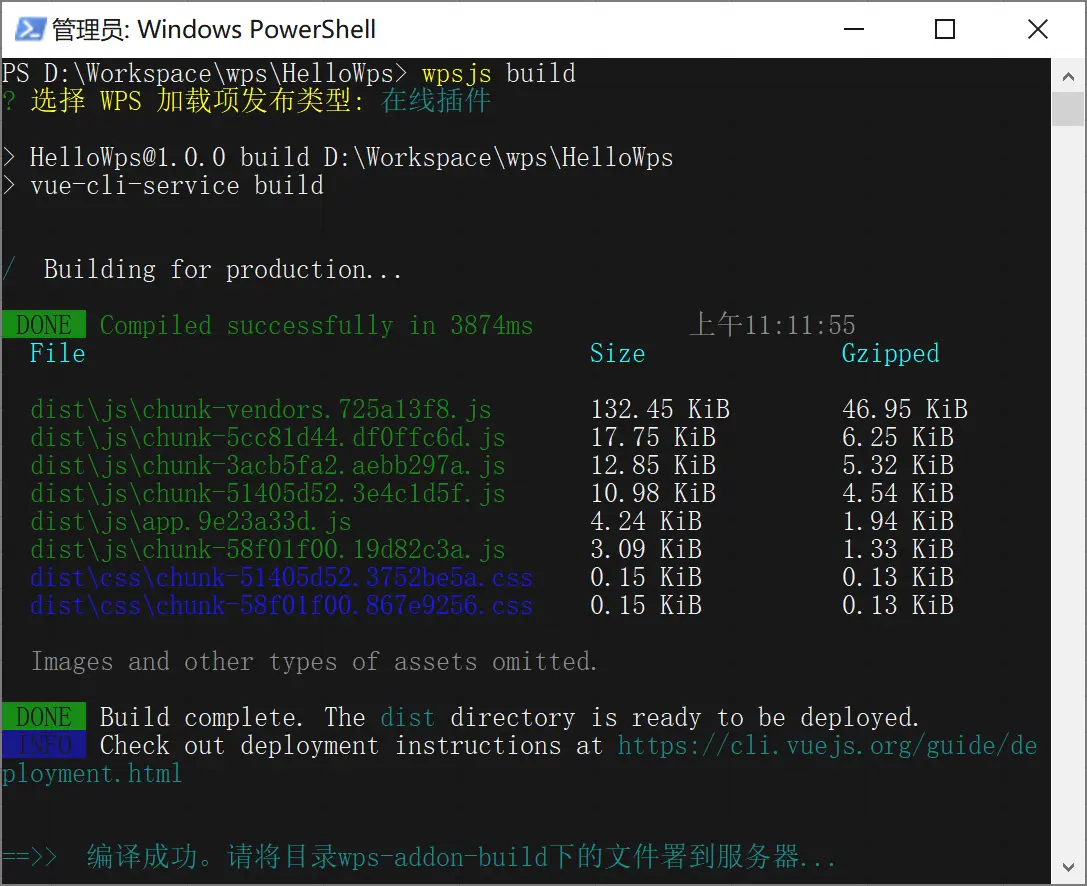 管理员: Windows PowerShell
PS D:\Workspace\wps\HelloWps> wpsjs build
? 选择 WPS 加载项发布类型: 在线插件
> HelloWps@1.0.0 build D:\Workspace\wps\HelloWps
> vue-cli-service build
/  Building for production...
DONE  Compiled successfully in 3874ms  上午11:11:55
File  Size  Gzipped
dist\js\chunk-vendors.725a13f8.js  132.45 KiB  46.95 KiB
dist\js\chunk-5cc81d44.df0ffc6d.js  17.75 KiB  6.25 KiB
dist\js\chunk-3acb5fa2.aebb297a.js  12.85 KiB  5.32 KiB
dist\js\chunk-51405d52.3e4c1d5f.js  10.98 KiB  4.54 KiB
dist\js\app.9e23a33d.js  4.24 KiB  1.94 KiB
dist\js\chunk-58f01f00.19d82c3a.js  3.09 KiB  1.33 KiB
dist\css\chunk-51405d52.3752be5a.css  0.15 KiB  0.13 KiB
dist\css\chunk-58f01f00.867e9256.css  0.15 KiB  0.13 KiB
Images and other types of assets omitted.
DONE  Build complete. The dist directory is ready to be deployed.
INFO  Check out deployment instructions at https://cli.vuejs.org/guide/de
ployment.html
==>>  编译成功。请将目录wps-addon-build下的文件署到服务器...